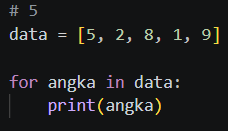 # 5
data = [5, 2, 8, 1, 9]
for angka in data:
    print(angka)